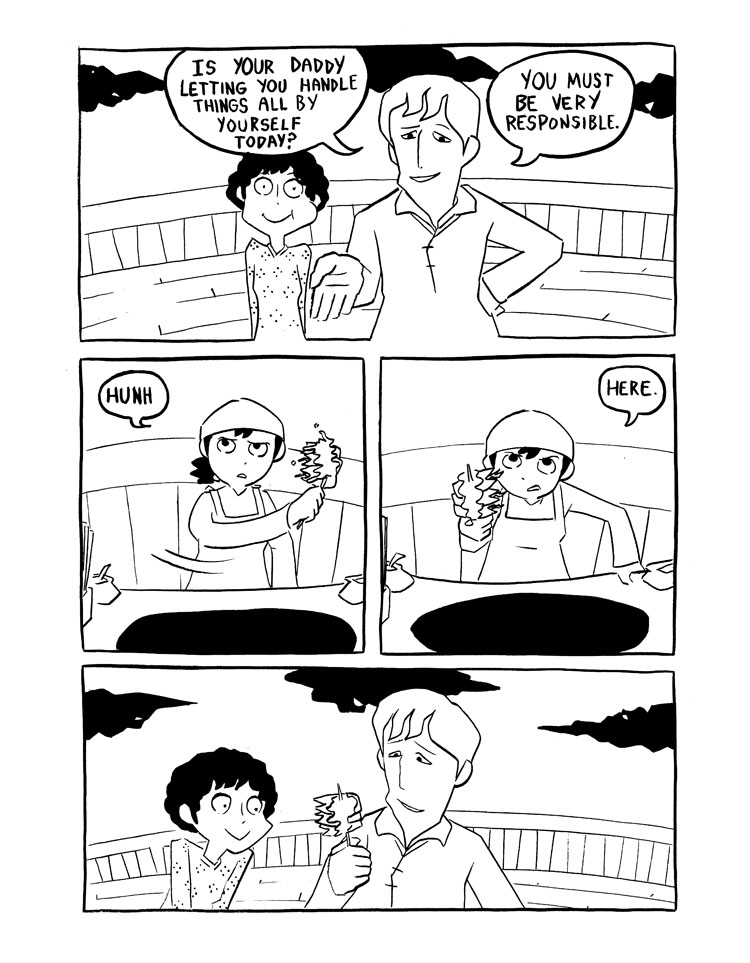 IS YOUR DADDY
LETTING YOU HANDLE
THINGS ALL BY
YOURSELF
TODAY?
YOU MUST
BE VERY
RESPONSIBLE.
HUNH
HERE.